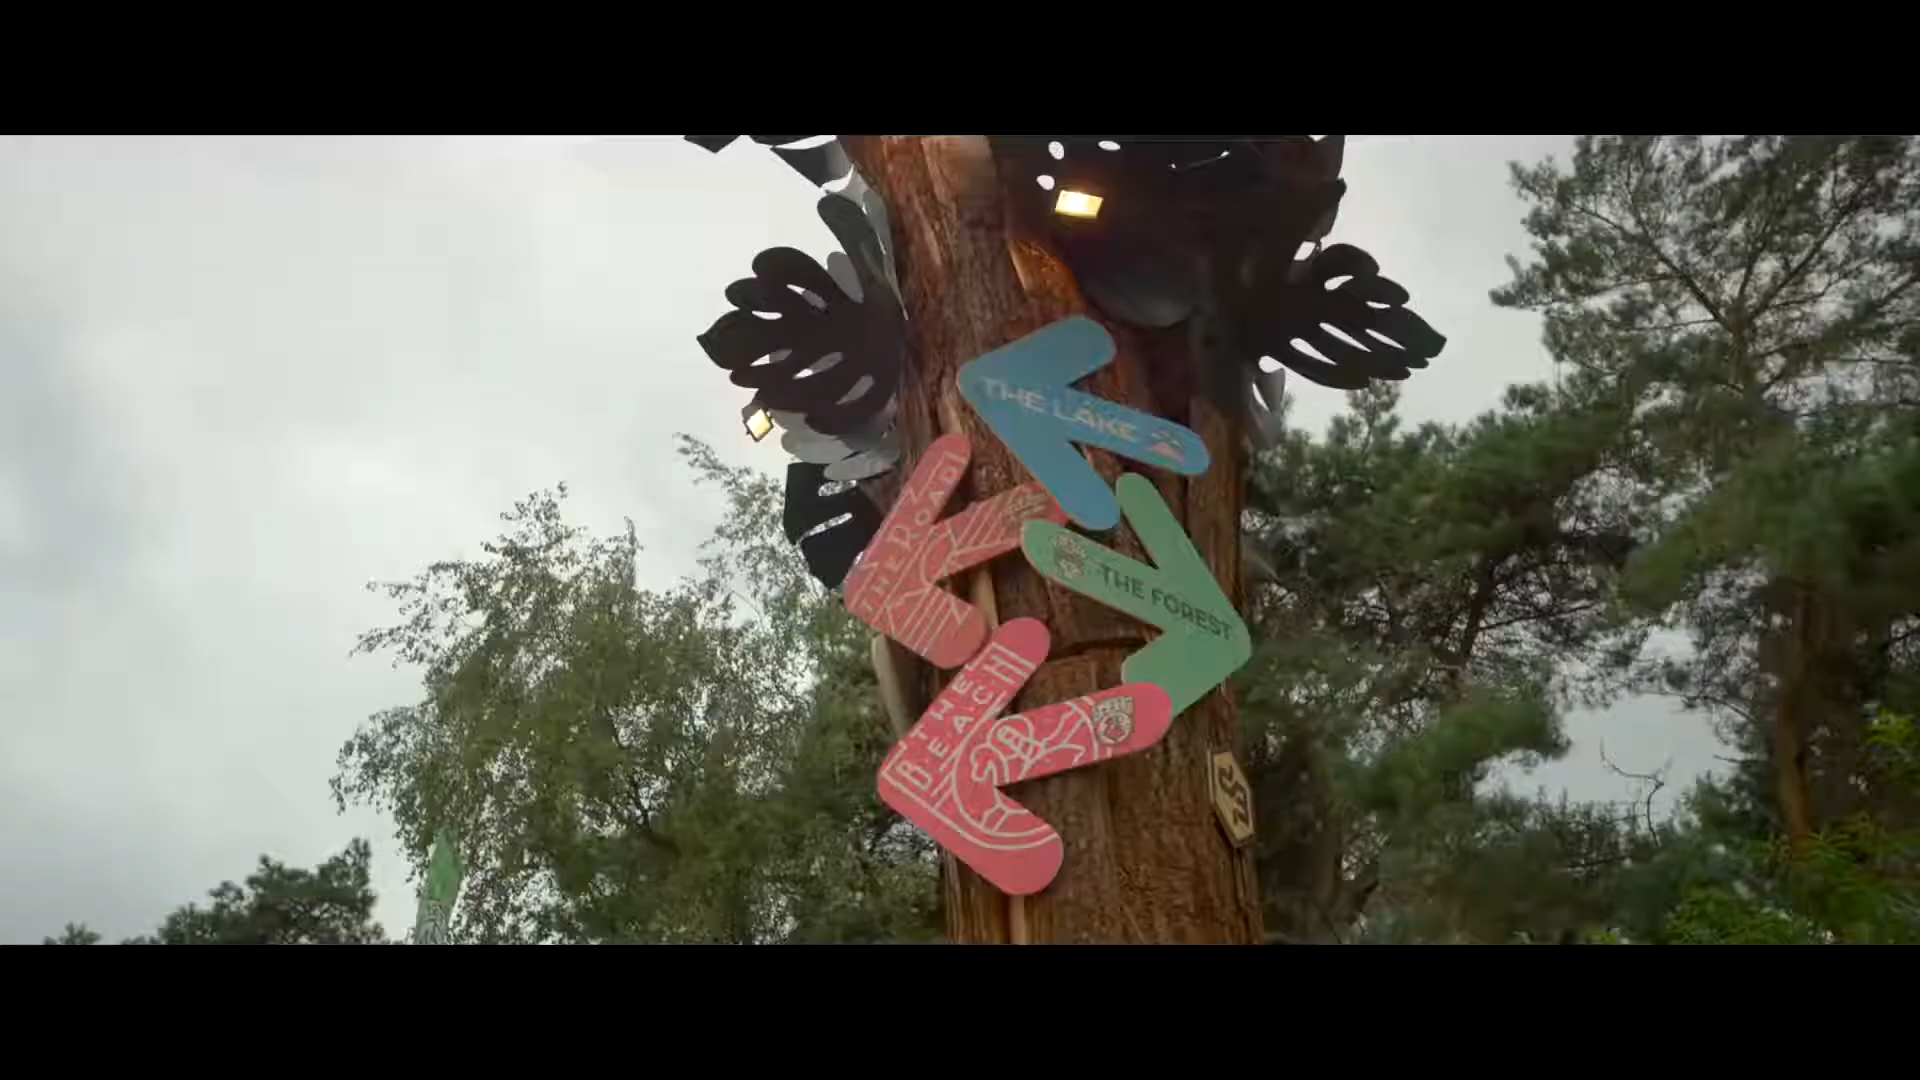 THE LAKE
THE ROAD
THE FOREST
THE
BEACH